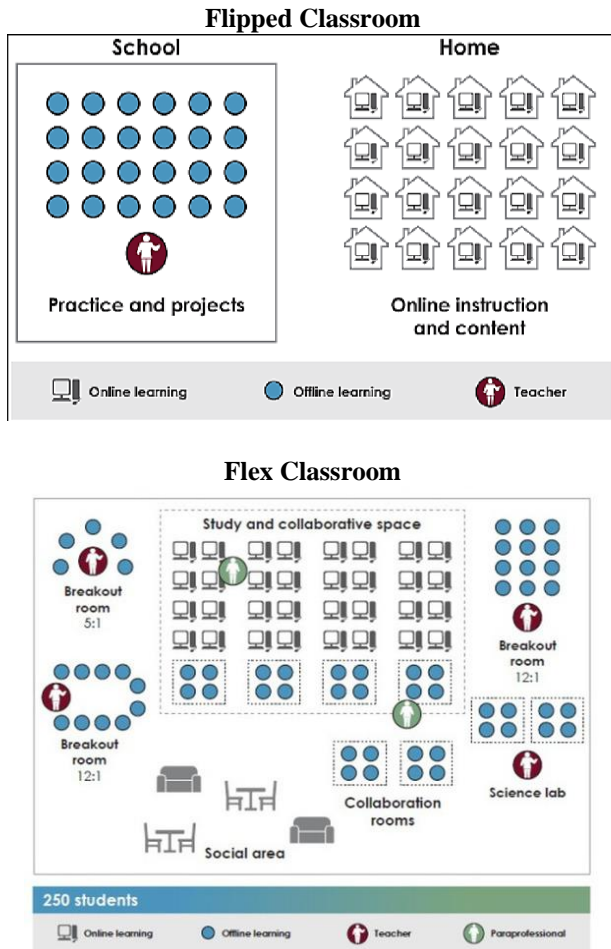 Flipped Classroom
School
Home
Practice and projects
Online instruction
and content
Online learning
Offline learning
Teacher
Flex Classroom
Study and collaborative space
Breakout
room
5:1
Breakout
room
12:1
Breakout
room
12:1
Science lab
Collaboration
rooms
Social area
250 students
Online learning
Offline learning
Teacher
Paraprofessional